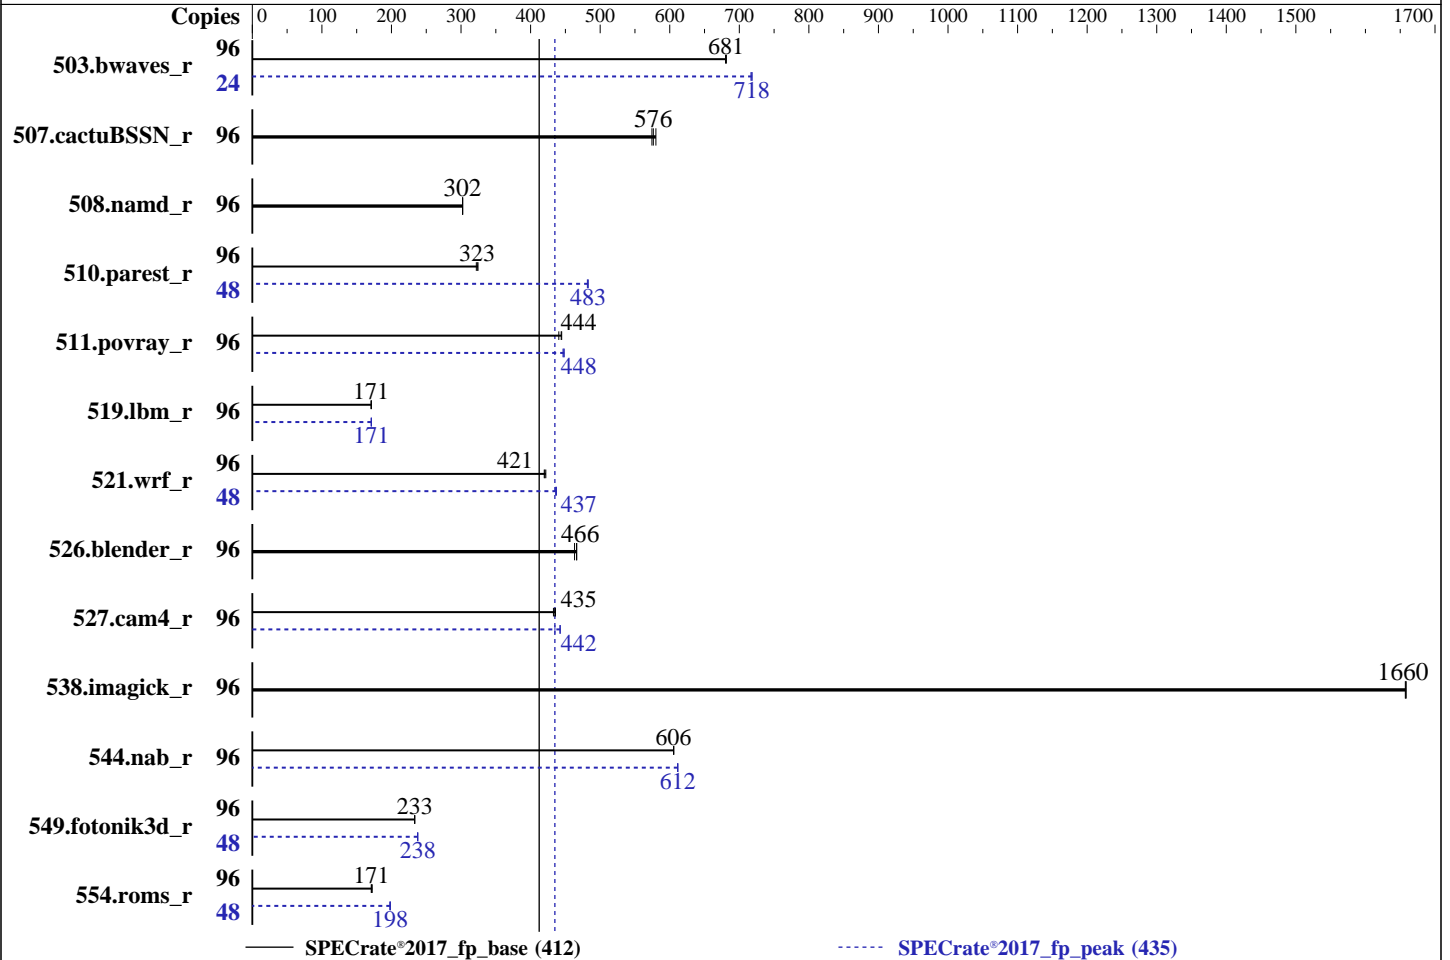 Copies 0 100 200 300 400 500 600 700 800 900 1000 1100 1200 1300 1400 1500 1700
503.bwaves_r 96 681
24 718
507.cactuBSSN_r 96 576
508.namd_r 96 302
510.parest_r 96 323
48 483
511.povray_r 96 444
448
519.lbm_r 96 171
171
521.wrf_r 96 421
48 437
526.blender_r 96 466
527.cam4_r 96 435
442
538.imagick_r 96 1660
544.nab_r 96 606
612
549.fotonik3d_r 96 233
48 238
554.roms_r 96 171
48 198
SPECrate®2017_fp_base (412) SPECrate®2017_fp_peak (435)